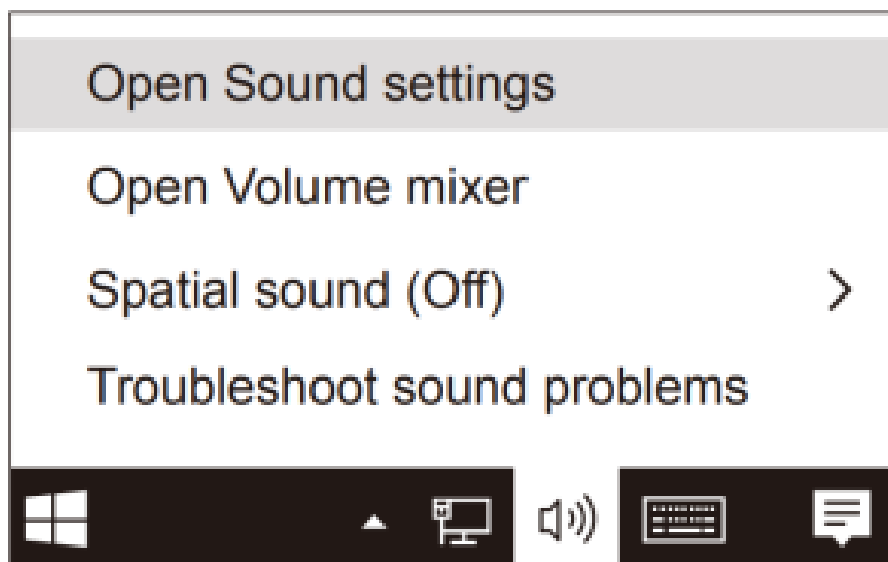 Open Sound settings
Open Volume mixer
Spatial sound (Off)
Troubleshoot sound problems